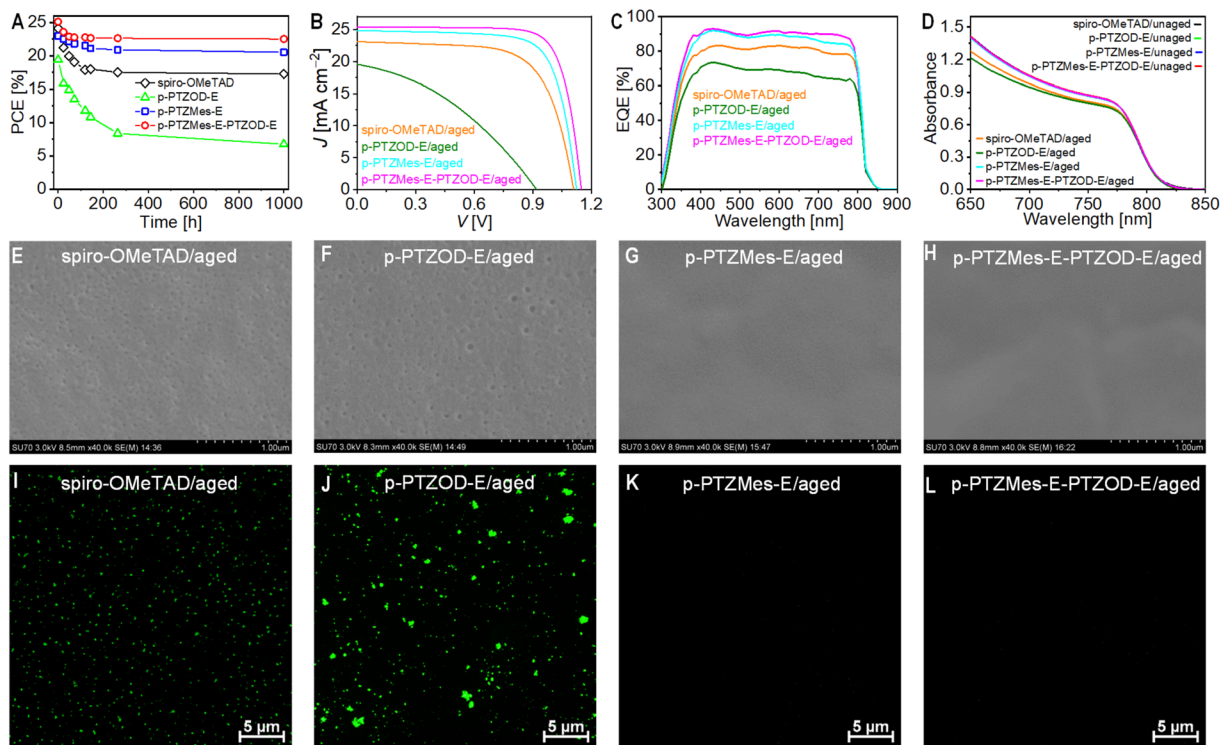 A
PCE [%]
25
20
15
10
5
0
spiro-OMeTAD
p-PTZOD-E
p-PTZMes-E
p-PTZMes-E-PTZOD-E
0 200 400 600 800 1000
Time [h]
B
J [mA cm−2]
25
20
15
10
5
0
spiro-OMeTAD/aged
p-PTZOD-E/aged
p-PTZMes-E/aged
p-PTZMes-E-PTZOD-E/aged
0.0 0.3 0.6 0.9 1.2
V [V]
C
EQE [%]
100
80
60
40
20
0
spiro-OMeTAD/aged
p-PTZOD-E/aged
p-PTZMes-E/aged
p-PTZMes-E-PTZOD-E/aged
300 400 500 600 700 800 900
Wavelength [nm]
D
Absorbance
1.5
1.2
0.9
0.6
0.3
0.0
spiro-OMeTAD/unaged
p-PTZOD-E/unaged
p-PTZMes-E/unaged
p-PTZMes-E-PTZOD-E/unaged
spiro-OMeTAD/aged
p-PTZOD-E/aged
p-PTZMes-E/aged
p-PTZMes-E-PTZOD-E/aged
650 700 750 800 850
Wavelength [nm]
E spiro-OMeTAD/aged
SU70 3.0kV 8.5mm x40.0k SE(M) 14:36 1.00um
F p-PTZOD-E/aged
SU70 3.0kV 8.3mm x40.0k SE(M) 14:49 1.00um
G p-PTZMes-E/aged
SU70 3.0kV 8.9mm x40.0k SE(M) 15:47 1.00um
H p-PTZMes-E-PTZOD-E/aged
SU70 3.0kV 8.8mm x40.0k SE(M) 16:22 1.00um
I spiro-OMeTAD/aged
5 μm
J p-PTZOD-E/aged
5 μm
K p-PTZMes-E/aged
5 μm
L p-PTZMes-E-PTZOD-E/aged
5 μm